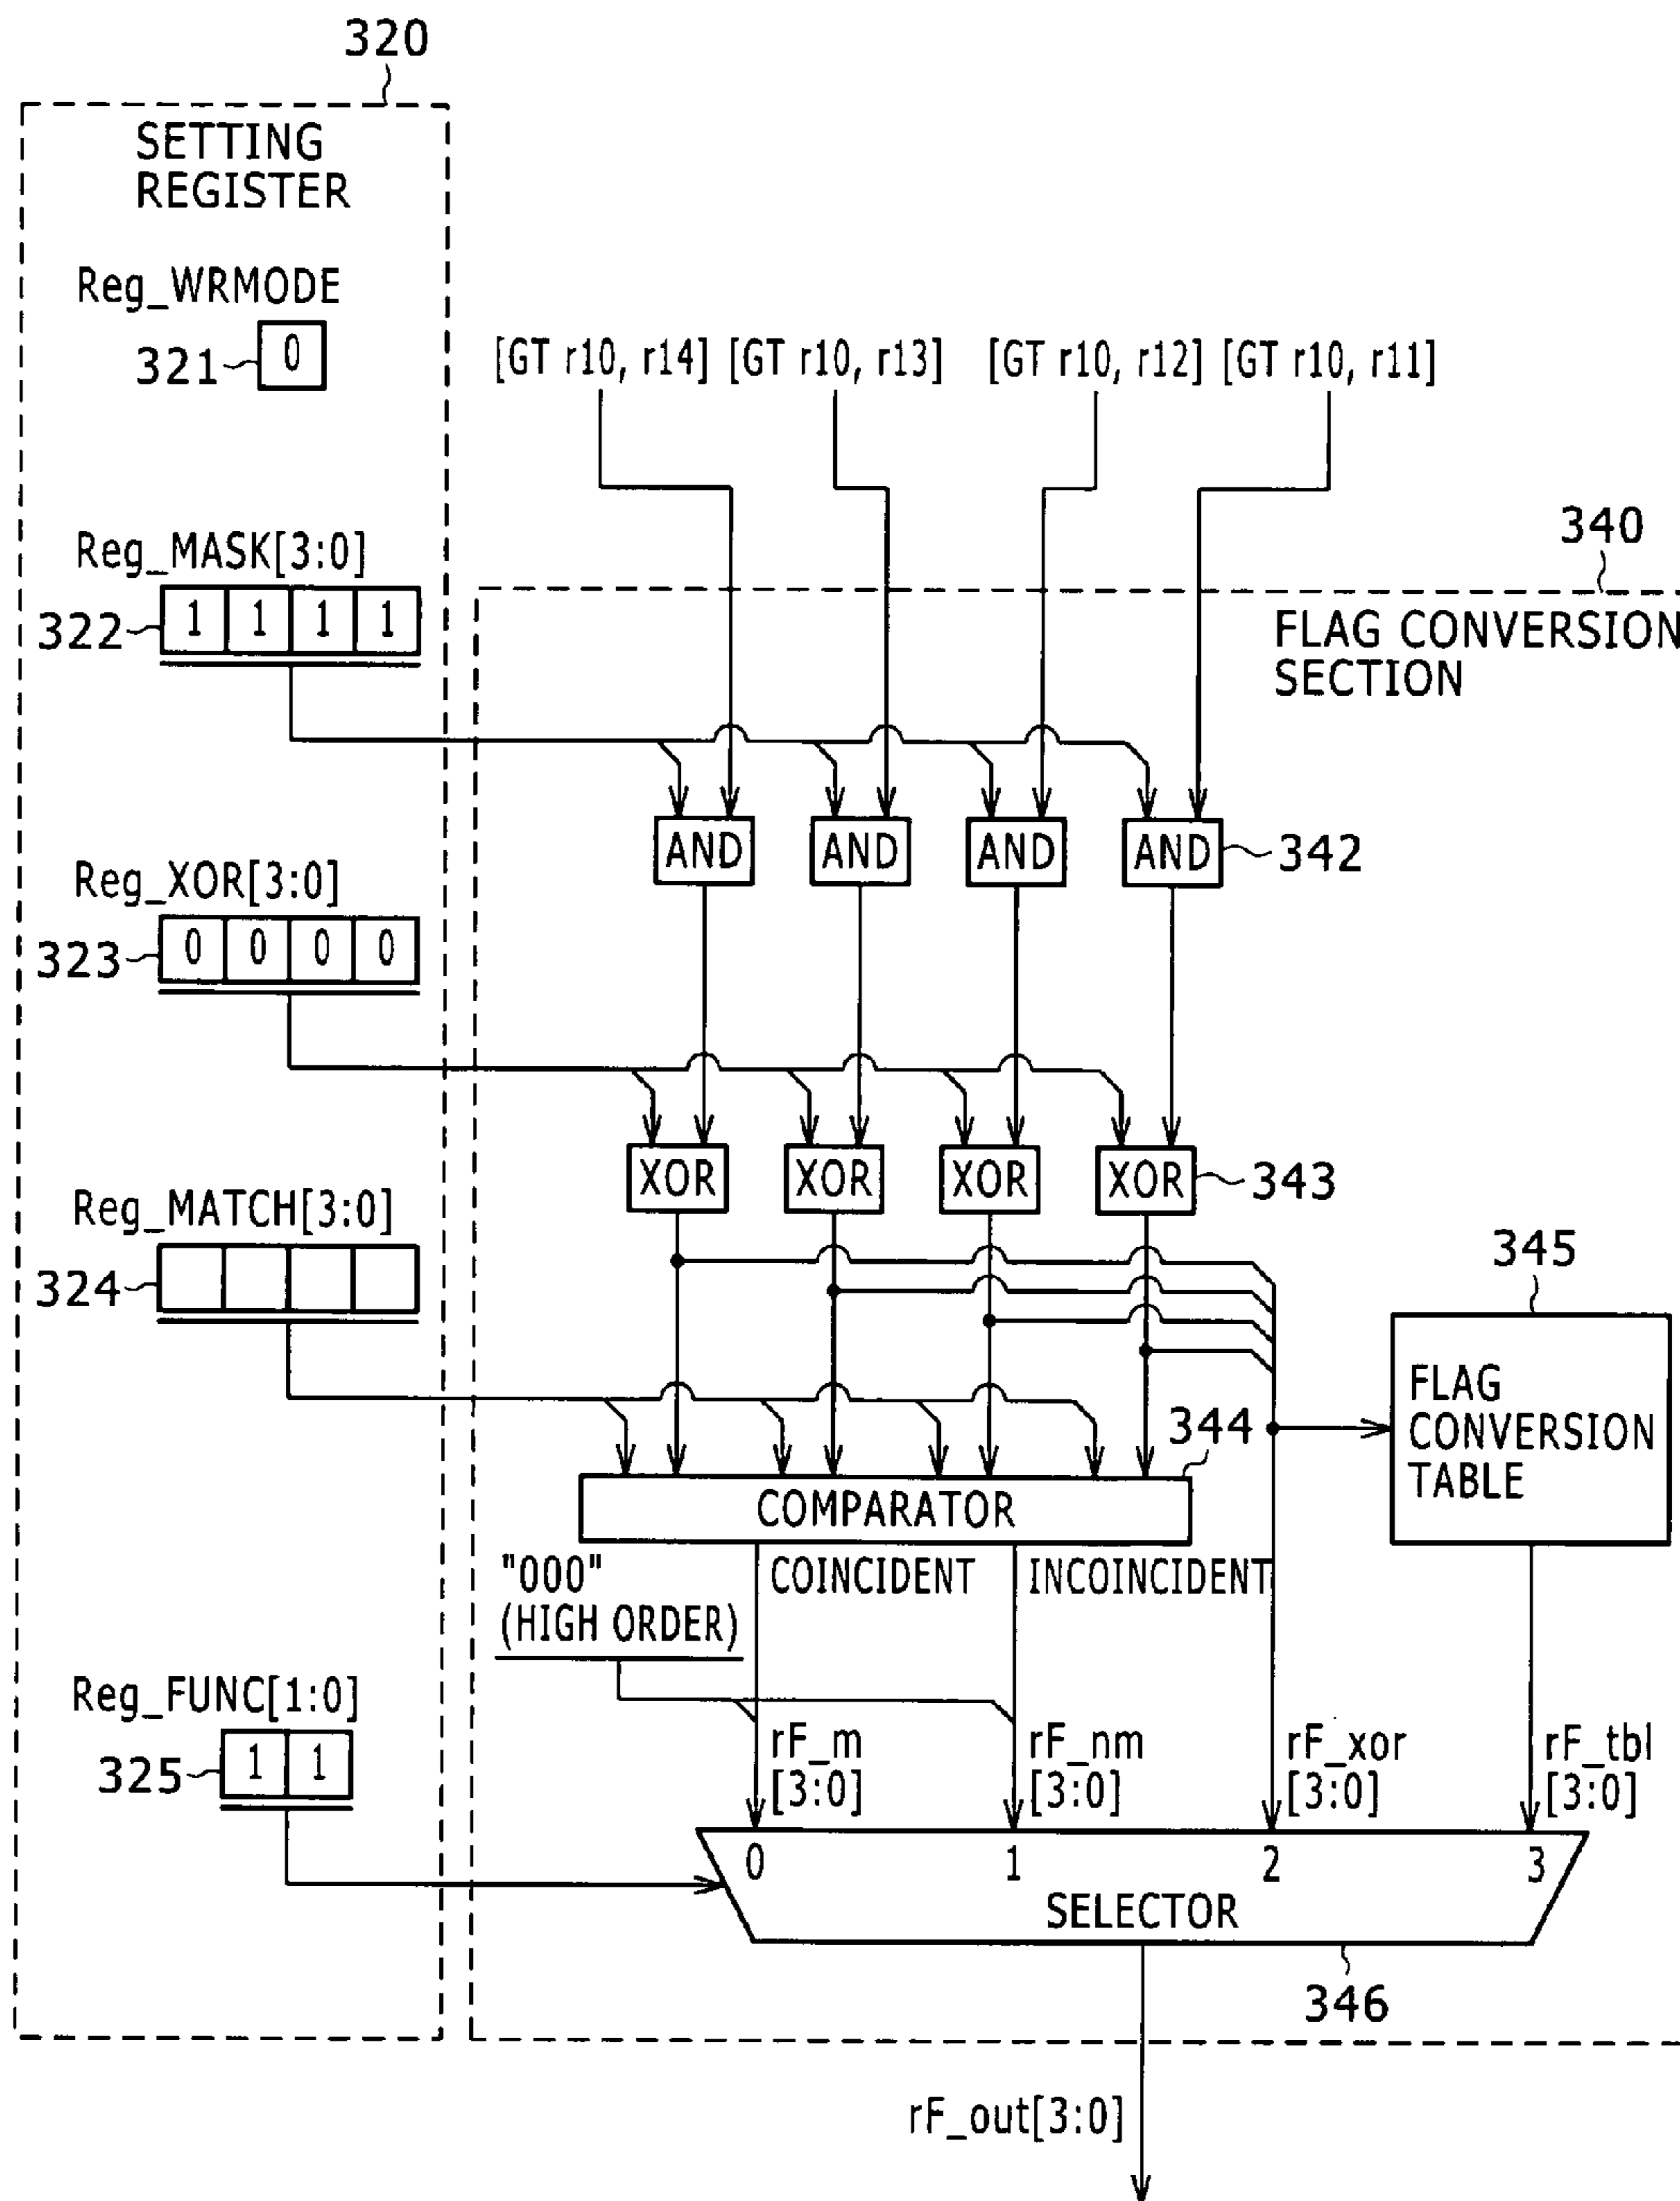 320
SETTING
REGISTER
Reg_WRMODE
321
0
[GT r10, r14] [GT r10, r13] [GT r10, r12] [GT r10, r11]
340
Reg_MASK[3:0]
322
1 1 1 1
FLAG CONVERSION
SECTION
AND AND AND AND 342
Reg_XOR[3:0]
323
0 0 0 0
XOR XOR XOR XOR 343
Reg_MATCH[3:0]
324
345
FLAG
CONVERSION
TABLE
344
COMPARATOR
"000"
(HIGH ORDER)
COINCIDENT
INCOINCIDENT
Reg_FUNC[1:0]
325
1 1
rF_m
[3:0]
rF_nm
[3:0]
rF_xor
[3:0]
rF_tbl
[3:0]
0 1 2 3
SELECTOR
346
rF_out[3:0]